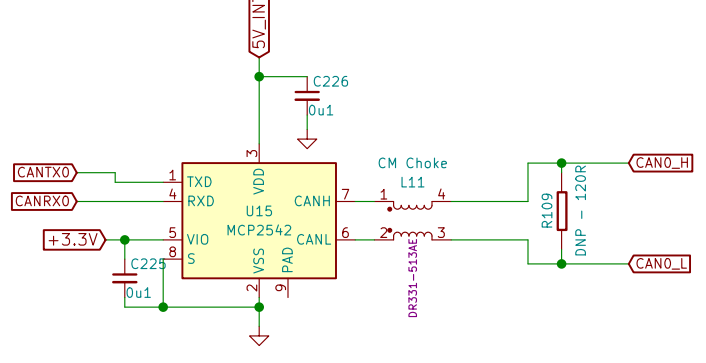 5V_IN
C226
0u1
3
CANTX0
1
TXD
VDD
CANRX0
4
RXD
U15
MCP2542
CANH
7
CM Choke
L11
1
4
CAN0_H
R109
DNP - 120R
+3.3V
5
VIO
CANL
6
2
3
8
S
C225
0u1
VSS
PAD
2
9
DR331-513AE
CAN0_L